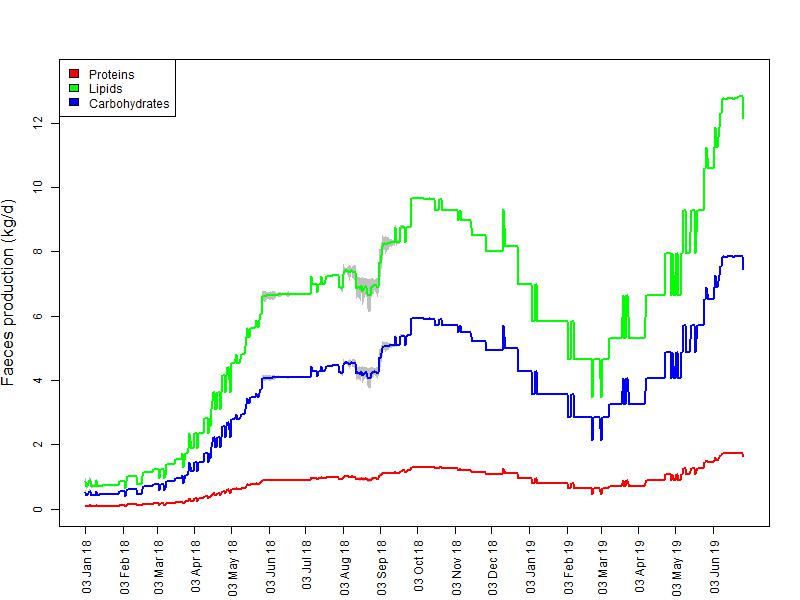 Proteins
Lipids
Carbohydrates
Faeces production (kg/d)
12
10
8
6
4
2
0
03 Jan 18
03 Feb 18
03 Mar 18
03 Apr 18
03 May 18
03 Jun 18
03 Jul 18
03 Aug 18
03 Sep 18
03 Oct 18
03 Nov 18
03 Dec 18
03 Jan 19
03 Feb 19
03 Mar 19
03 Apr 19
03 May 19
03 Jun 19